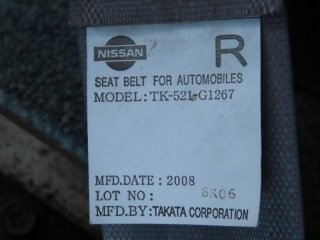 NISSAN R
SEAT BELT FOR AUTOMOBILES
MODEL:TK-521-G1267
MFD.DATE:2008
LOT NO: 8K06
MFD.BY:TAKATA CORPORATION